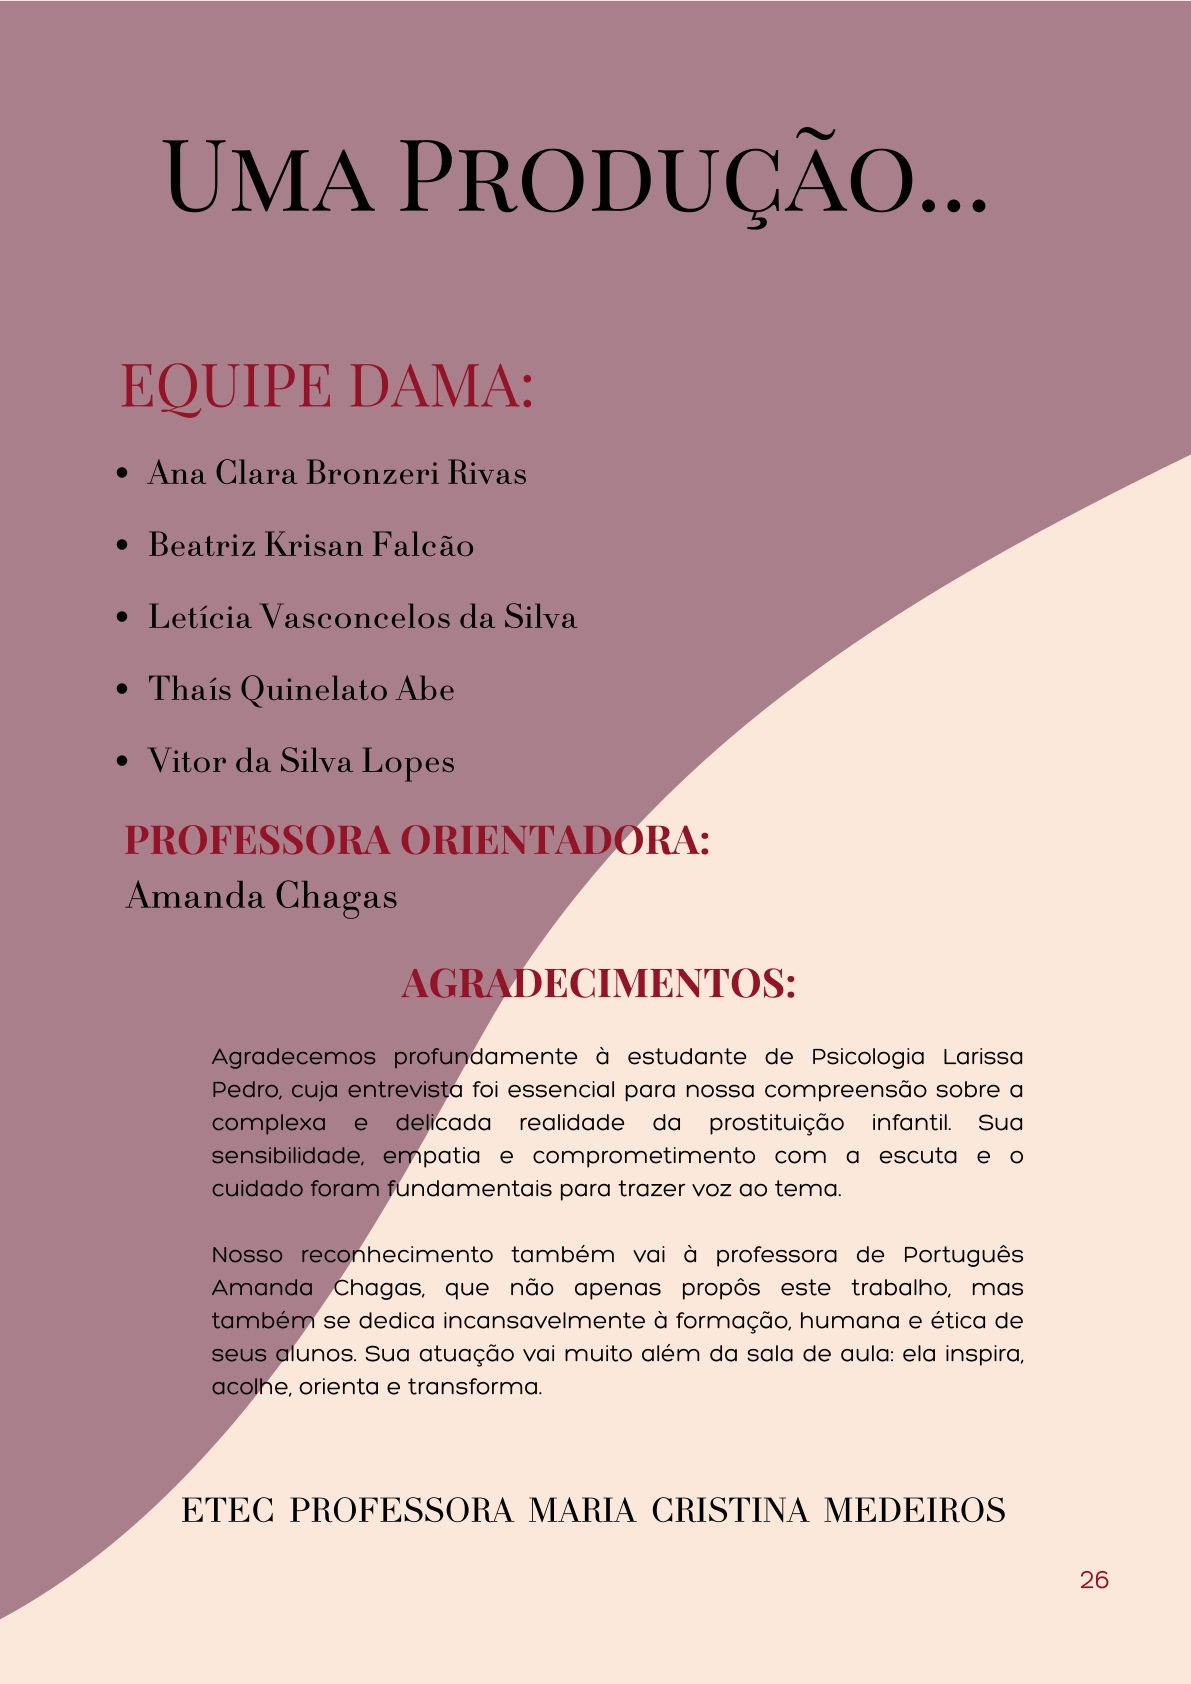 Uma Produção...
EQUIPE DAMA:
• Ana Clara Bronzeri Rivas
• Beatriz Krisan Falcão
• Letícia Vasconcelos da Silva
• Thaís Quinelato Abe
• Vitor da Silva Lopes
PROFESSORA ORIENTADORA:
Amanda Chagas
AGRADECIMENTOS:
Agradecemos profundamente à estudante de Psicologia Larissa
Pedro, cuja entrevista foi essencial para nossa compreensão sobre a
complexa e delicada realidade da prostituição infantil. Sua
sensibilidade, empatia e comprometimento com a escuta e o
cuidado foram fundamentais para trazer voz ao tema.
Nosso reconhecimento também vai à professora de Português
Amanda Chagas, que não apenas propôs este trabalho, mas
também se dedica incansavelmente à formação, humana e ética de
seus alunos. Sua atuação vai muito além da sala de aula: ela inspira,
acolhe, orienta e transforma.
ETEC PROFESSORA MARIA CRISTINA MEDEIROS
26